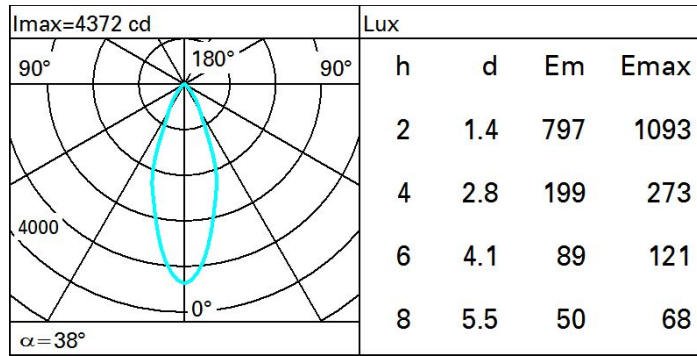 Imax=4372 cd
90° 180° 90°
4000
0°
α=38°
Lux
h d Em Emax
2 1.4 797 1093
4 2.8 199 273
6 4.1 89 121
8 5.5 50 68